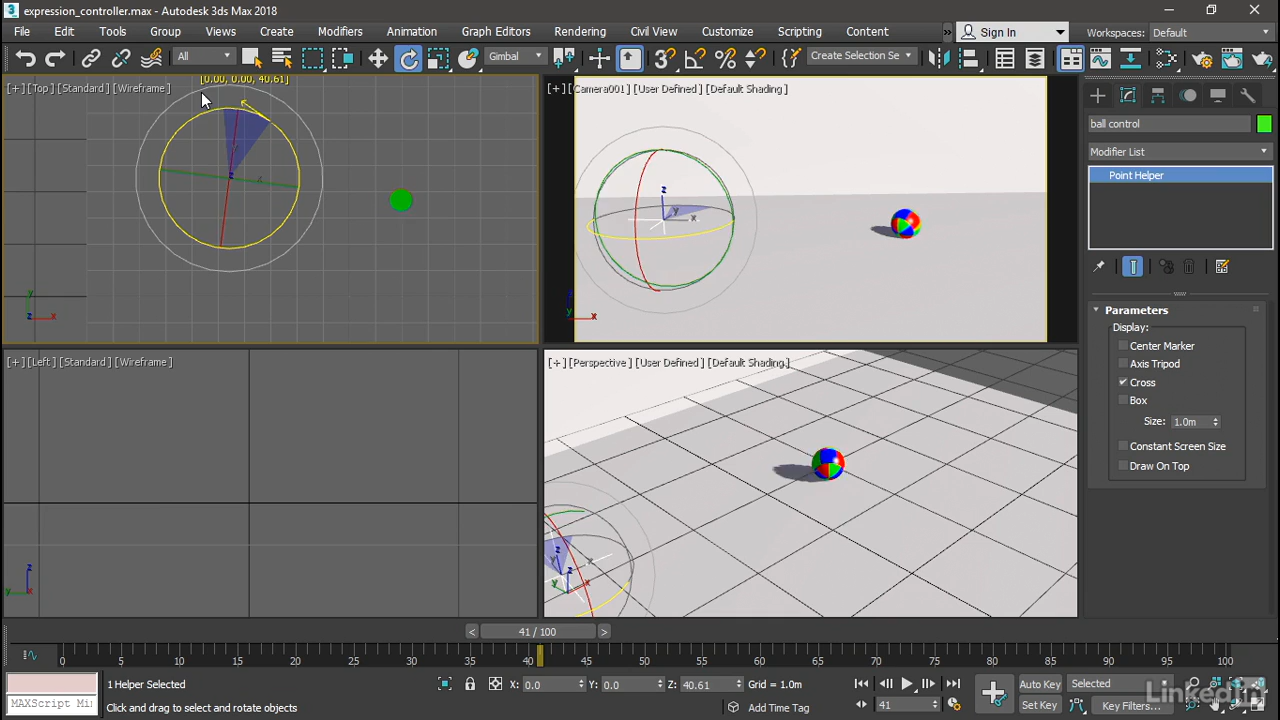 3 MAX
expression_controller.max - Autodesk 3ds Max 2018
File Edit Tools Group Views Create Modifiers Animation Graph Editors Rendering Civil View Customize Scripting Content » Sign In Workspaces: Default
All Gimbal Create Selection Se
[0.00, 0.00, 40.61]
[+] [Top] [Standard] [Wireframe]
[+] [Camera001] [User Defined] [Default Shading]
ball control
Modifier List
Point Helper
Parameters
Display:
Center Marker
Axis Tripod
Cross
Box
Size: 1.0m
Constant Screen Size
Draw On Top
[+] [Left] [Standard] [Wireframe]
[+] [Perspective] [User Defined] [Default Shading]
< 41 / 100 >
0 5 10 15 20 25 30 35 40 45 50 55 60 65 70 75 80 85 90 95 100
1 Helper Selected
X: 0.0 Y: 0.0 Z: 40.61 Grid = 1.0m
Auto Key Selected
MAXScript Mi
Click and drag to select and rotate objects
Add Time Tag
41
Set Key Key Filters...
LinkedIn